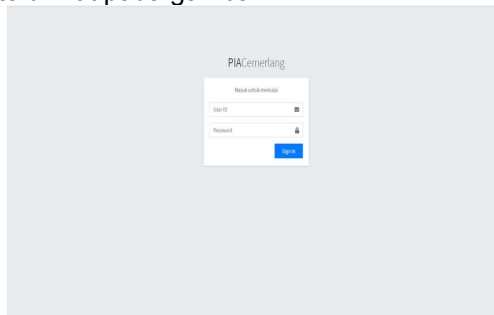 PIACemerlang
Masuk untuk memulai
User ID
Password
Sign In